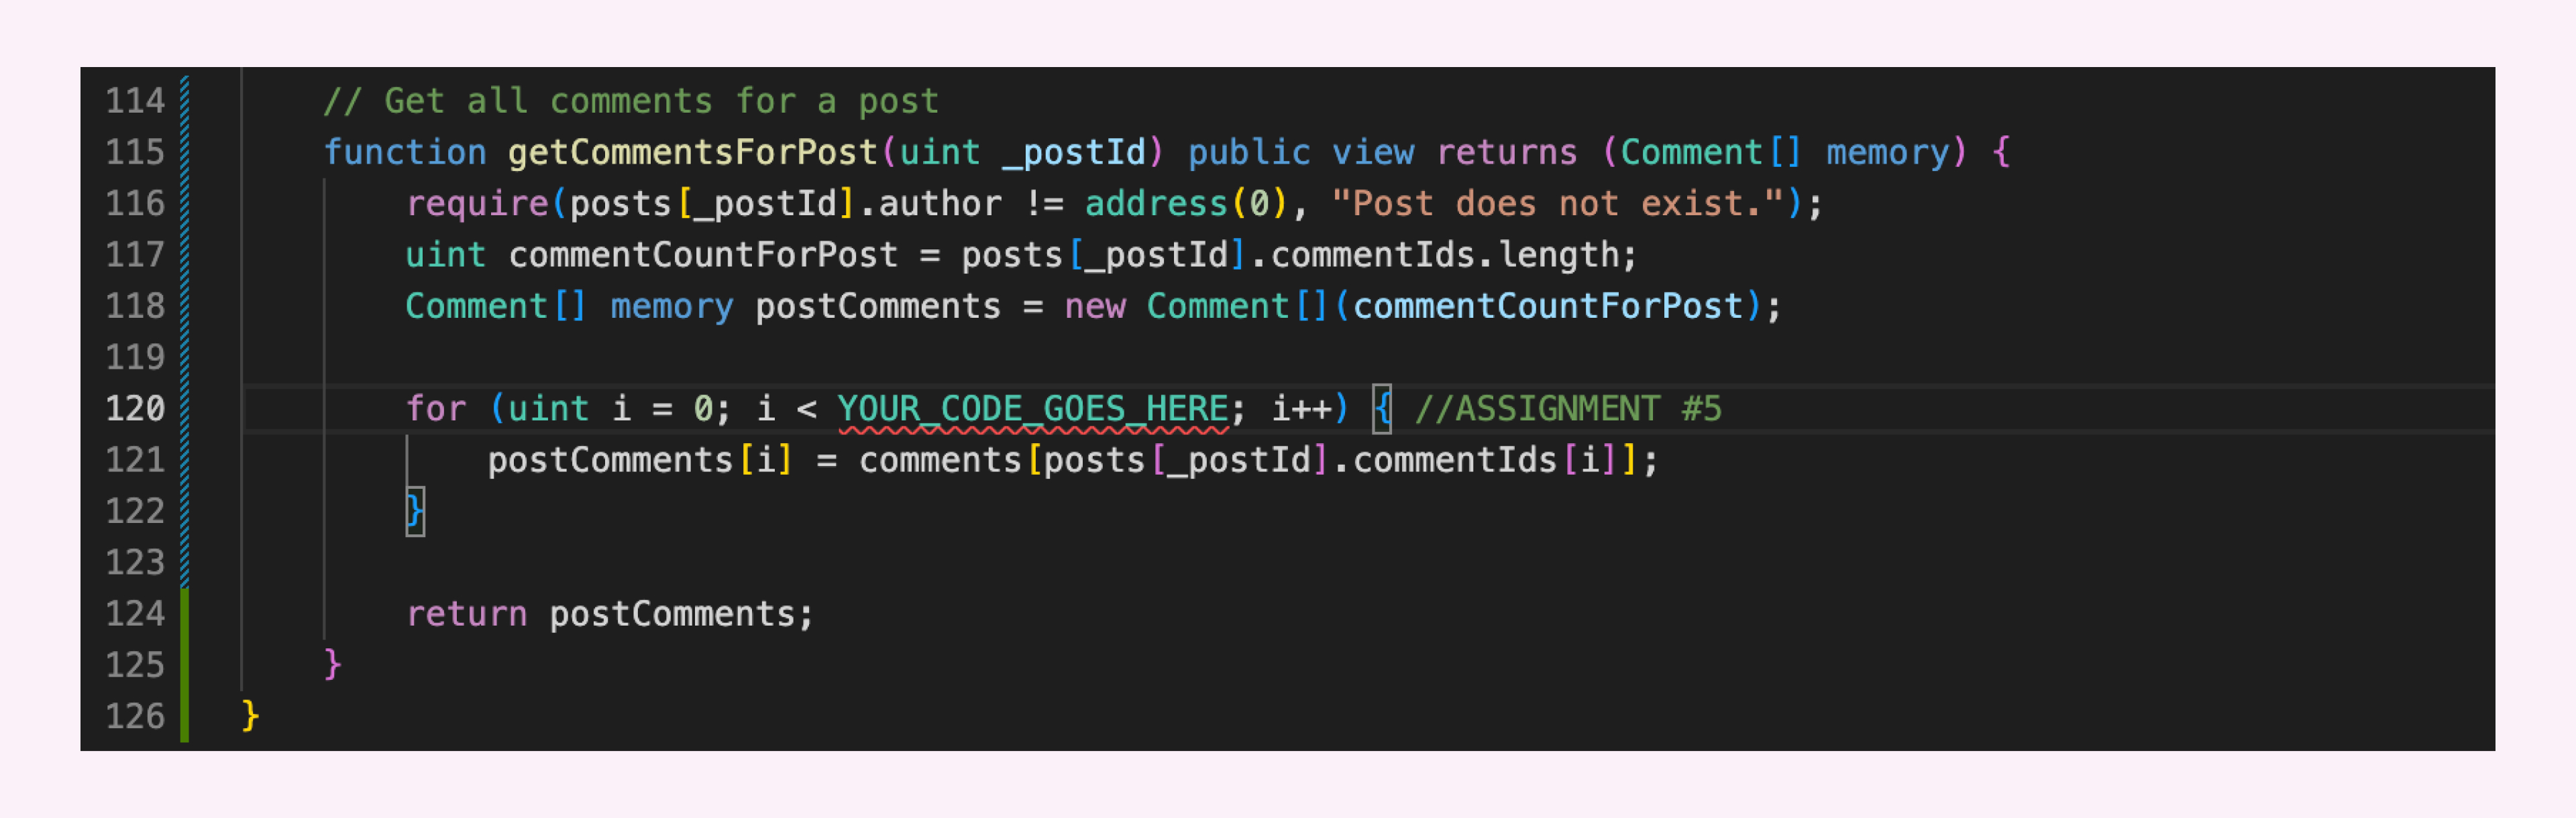 114 // Get all comments for a post
115 function getCommentsForPost(uint _postId) public view returns (Comment[] memory) {
116 require(posts[_postId].author != address(0), "Post does not exist.");
117 uint commentCountForPost = posts[_postId].commentIds.length;
118 Comment[] memory postComments = new Comment[](commentCountForPost);
119
120 for (uint i = 0; i < YOUR_CODE_GOES_HERE; i++) { //ASSIGNMENT #5
121 postComments[i] = comments[posts[_postId].commentIds[i]];
122 }
123
124 return postComments;
125 }
126 }